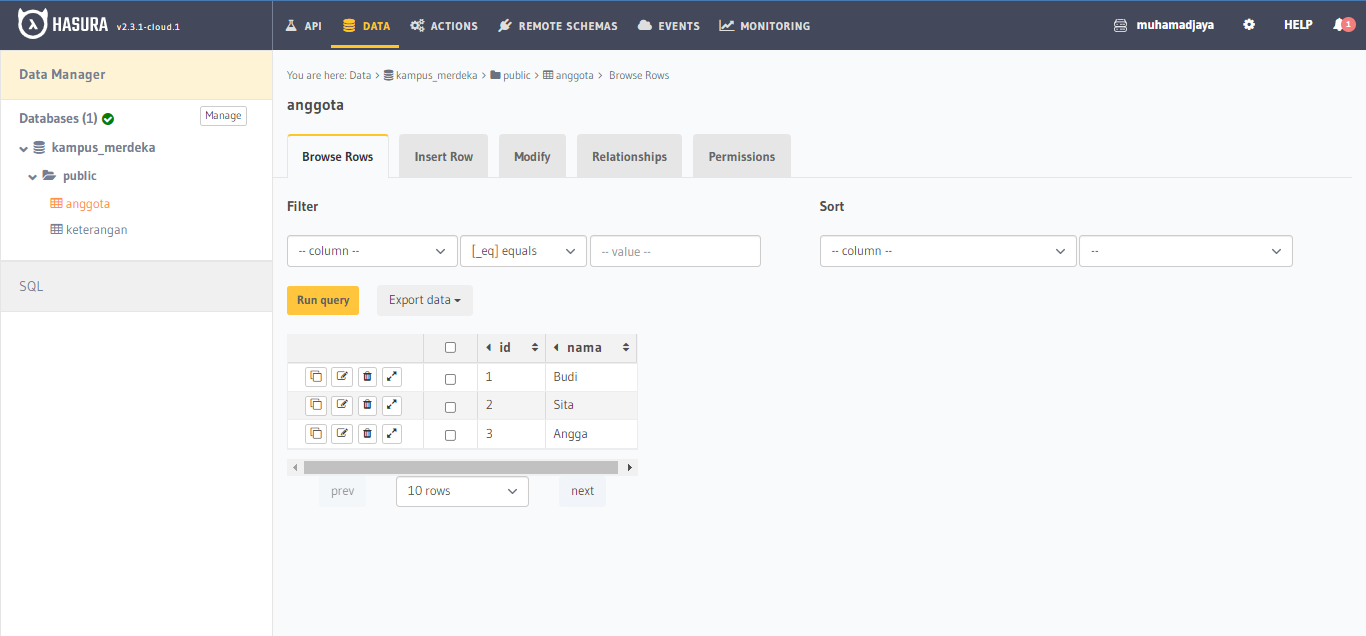 HASURA v2.3.1-cloud.1 API DATA ACTIONS REMOTE SCHEMAS EVENTS MONITORING muhamadjaya HELP 1
Data Manager
Databases (1) Manage
kampus_merdeka
public
anggota
keterangan
SQL
You are here: Data > kampus_merdeka > public > anggota > Browse Rows
anggota
Browse Rows Insert Row Modify Relationships Permissions
Filter Sort
-- column -- [_eq] equals -- value -- -- column -- --
Run query Export data
id nama
1 Budi
2 Sita
3 Angga
prev 10 rows next